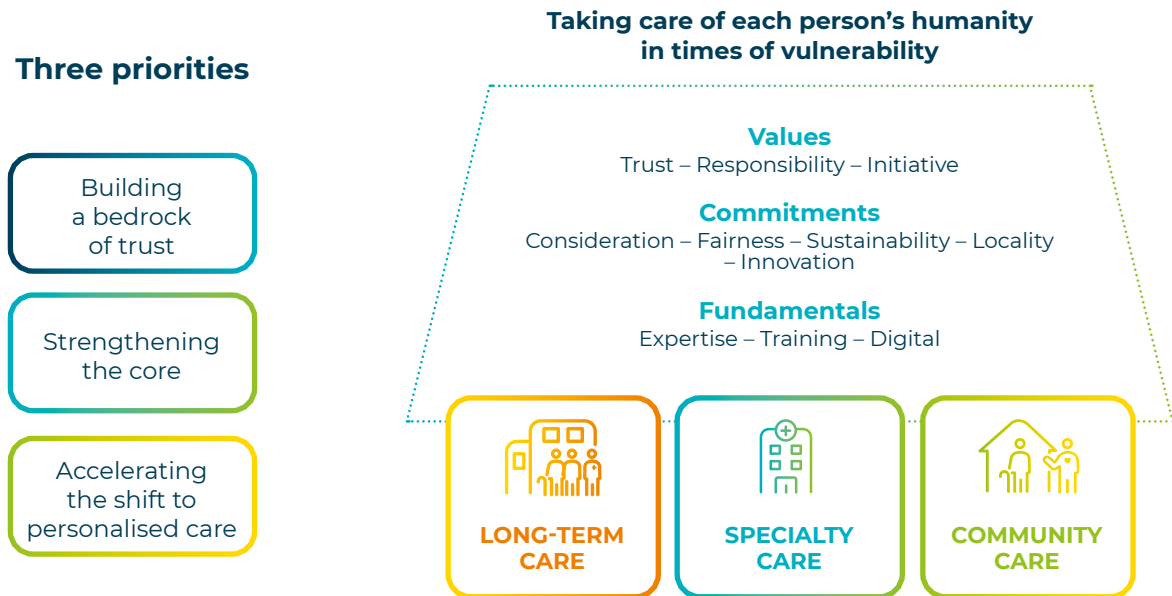 Three priorities
Building
a bedrock
of trust
Strengthening
the core
Accelerating
the shift to
personalised care
Taking care of each person’s humanity
in times of vulnerability
Values
Trust – Responsibility – Initiative
Commitments
Consideration – Fairness – Sustainability – Locality
– Innovation
Fundamentals
Expertise – Training – Digital
LONG-TERM
CARE
SPECIALTY
CARE
COMMUNITY
CARE